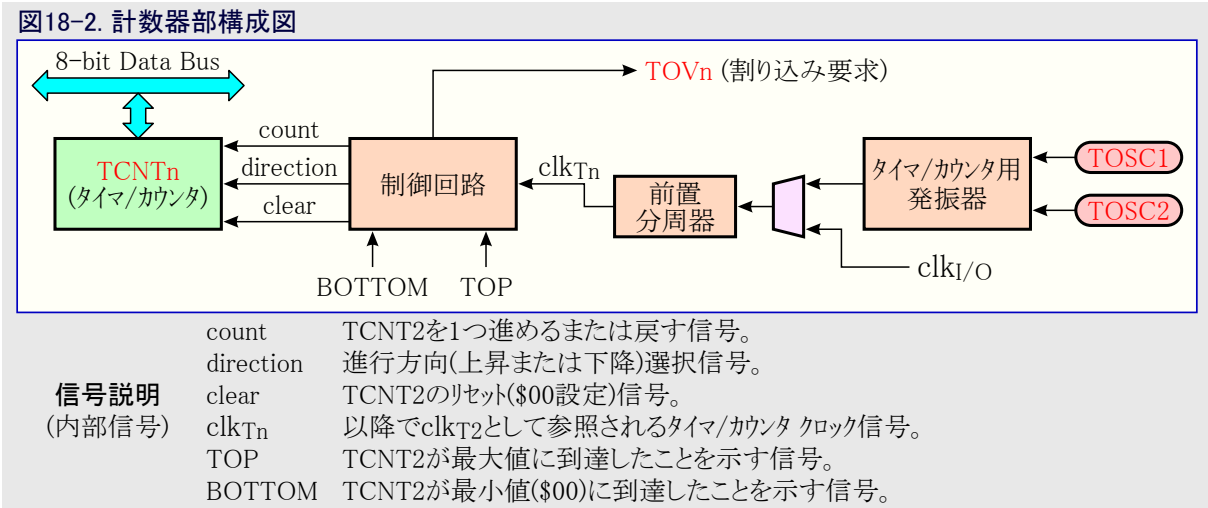 図18-2. 計数器部構成図
8-bit Data Bus
TOVn (割り込み要求)
count
direction
clear
TCNTn
(タイマ/カウンタ)
制御回路
clkTn
前置
分周器
タイマ/カウンタ用
発振器
TOSC1
TOSC2
clkI/O
BOTTOM
TOP
信号説明
(内部信号)
count TCNT2を1つ進めるまたは戻す信号。
direction 進行方向(上昇または下降)選択信号。
clear TCNT2のリセット($00設定)信号。
clkTn 以降でclkT2として参照されるタイマ/カウンタ クロック信号。
TOP TCNT2が最大値に到達したことを示す信号。
BOTTOM TCNT2が最小値($00)に到達したことを示す信号。